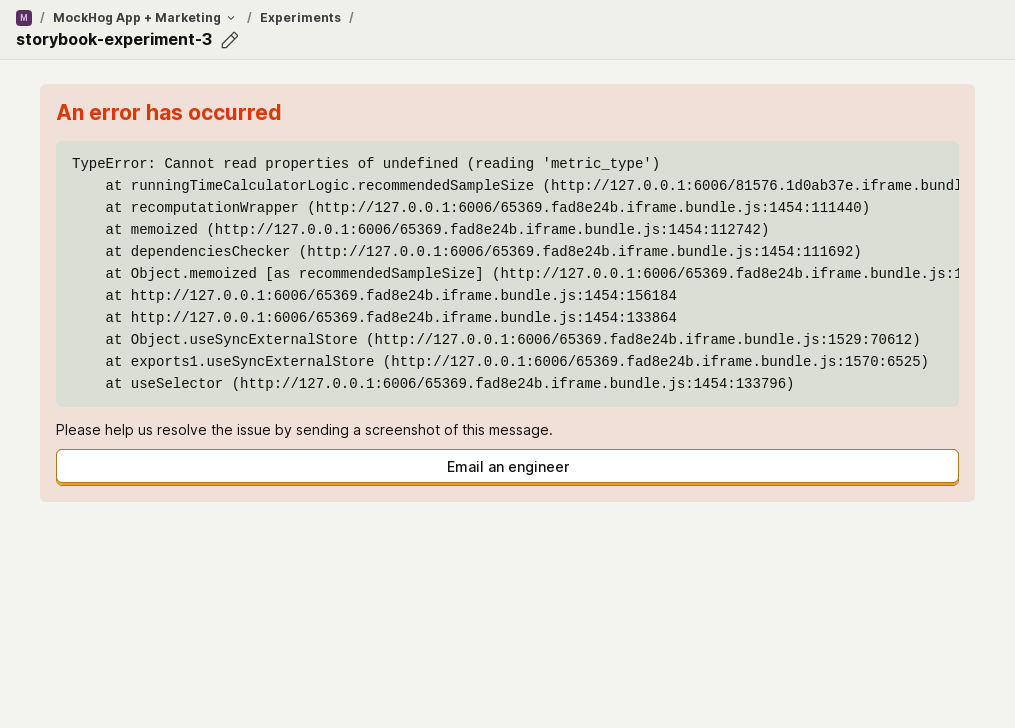 M / MockHog App + Marketing / Experiments /
storybook-experiment-3
An error has occurred
TypeError: Cannot read properties of undefined (reading 'metric_type')
    at runningTimeCalculatorLogic.recommendedSampleSize (http://127.0.0.1:6006/81576.1d0ab37e.iframe.bundl
    at recomputationWrapper (http://127.0.0.1:6006/65369.fad8e24b.iframe.bundle.js:1454:111440)
    at memoized (http://127.0.0.1:6006/65369.fad8e24b.iframe.bundle.js:1454:112742)
    at dependenciesChecker (http://127.0.0.1:6006/65369.fad8e24b.iframe.bundle.js:1454:111692)
    at Object.memoized [as recommendedSampleSize] (http://127.0.0.1:6006/65369.fad8e24b.iframe.bundle.js:1
    at http://127.0.0.1:6006/65369.fad8e24b.iframe.bundle.js:1454:156184
    at http://127.0.0.1:6006/65369.fad8e24b.iframe.bundle.js:1454:133864
    at Object.useSyncExternalStore (http://127.0.0.1:6006/65369.fad8e24b.iframe.bundle.js:1529:70612)
    at exports1.useSyncExternalStore (http://127.0.0.1:6006/65369.fad8e24b.iframe.bundle.js:1570:6525)
    at useSelector (http://127.0.0.1:6006/65369.fad8e24b.iframe.bundle.js:1454:133796)
Please help us resolve the issue by sending a screenshot of this message.
Email an engineer